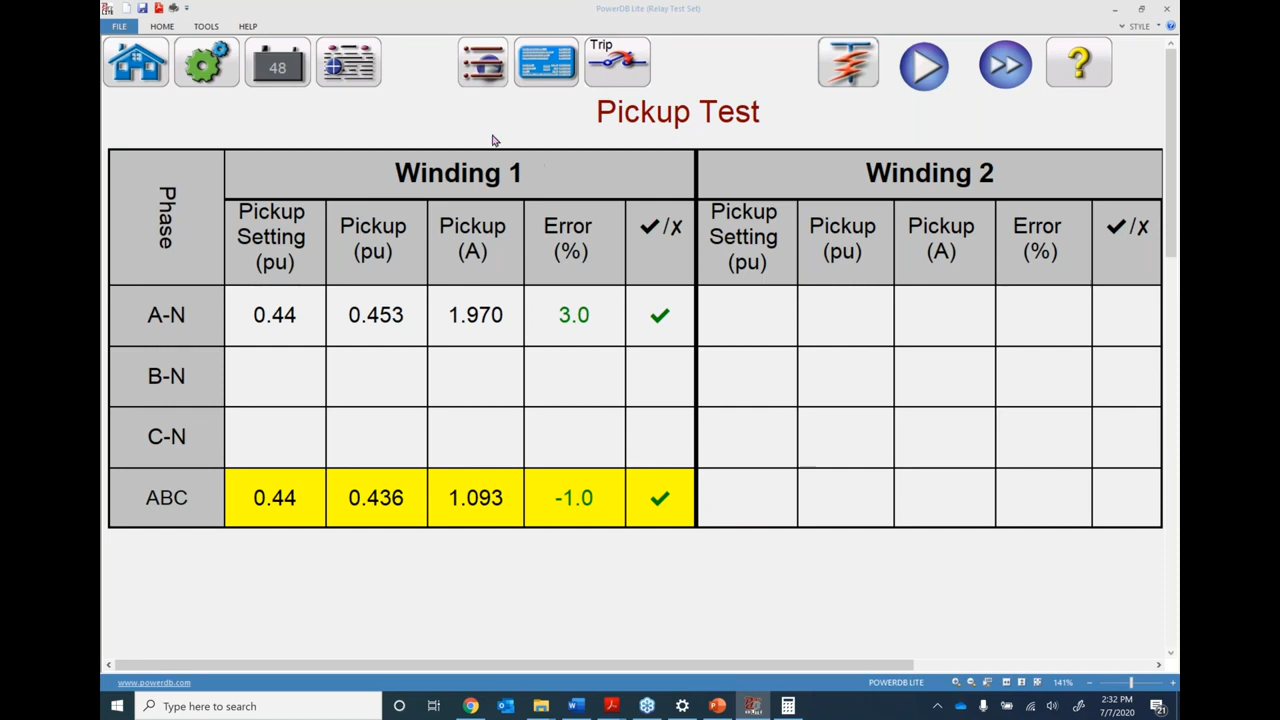 PowerDB Lite (Relay Test Set)
FILE HOME TOOLS HELP
STYLE
48
Trip
?
Pickup Test
Phase
Winding 1
Winding 2
Pickup Setting (pu) Pickup (pu) Pickup (A) Error (%) ✔/X Pickup Setting (pu) Pickup (pu) Pickup (A) Error (%) ✔/X
A-N 0.44 0.453 1.970 3.0 ✔
B-N
C-N
ABC 0.44 0.436 1.093 -1.0 ✔
www.powerdb.com
POWERDB LITE
141%
Type here to search
2:32 PM
7/7/2020
21